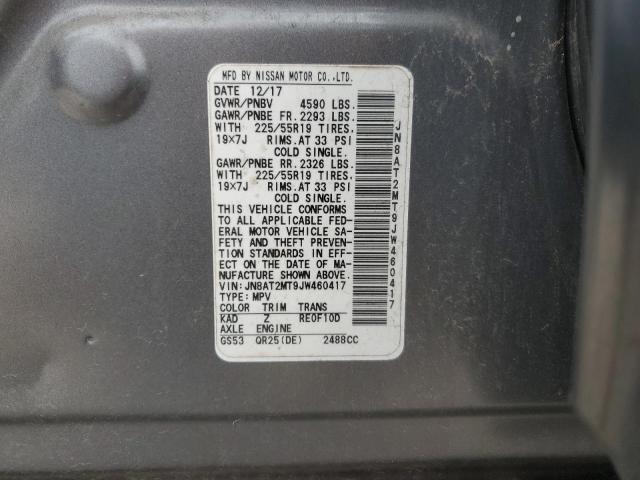 MFD BY NISSAN MOTOR CO.,LTD.
DATE 12/17
GVWR/PNBV 4590 LBS.
GAWR/PNBE FR. 2293 LBS.
WITH 225/55R19 TIRES.
19×7J RIMS.AT 33 PSI
COLD SINGLE.
GAWR/PNBE RR. 2326 LBS.
WITH 225/55R19 TIRES.
19×7J RIMS.AT 33 PSI
COLD SINGLE.
THIS VEHICLE CONFORMS
TO ALL APPLICABLE FED-
ERAL MOTOR VEHICLE SA-
FETY AND THEFT PREVEN-
TION STANDARDS IN EFF-
ECT ON THE DATE OF MA-
NUFACTURE SHOWN ABOVE.
VIN: JN8AT2MT9JW460417
TYPE: MPV
COLOR TRIM TRANS
KAD Z RE0F10D
AXLE ENGINE
GS53 QR25(DE) 2488CC
JN8AT2MT9JW460417